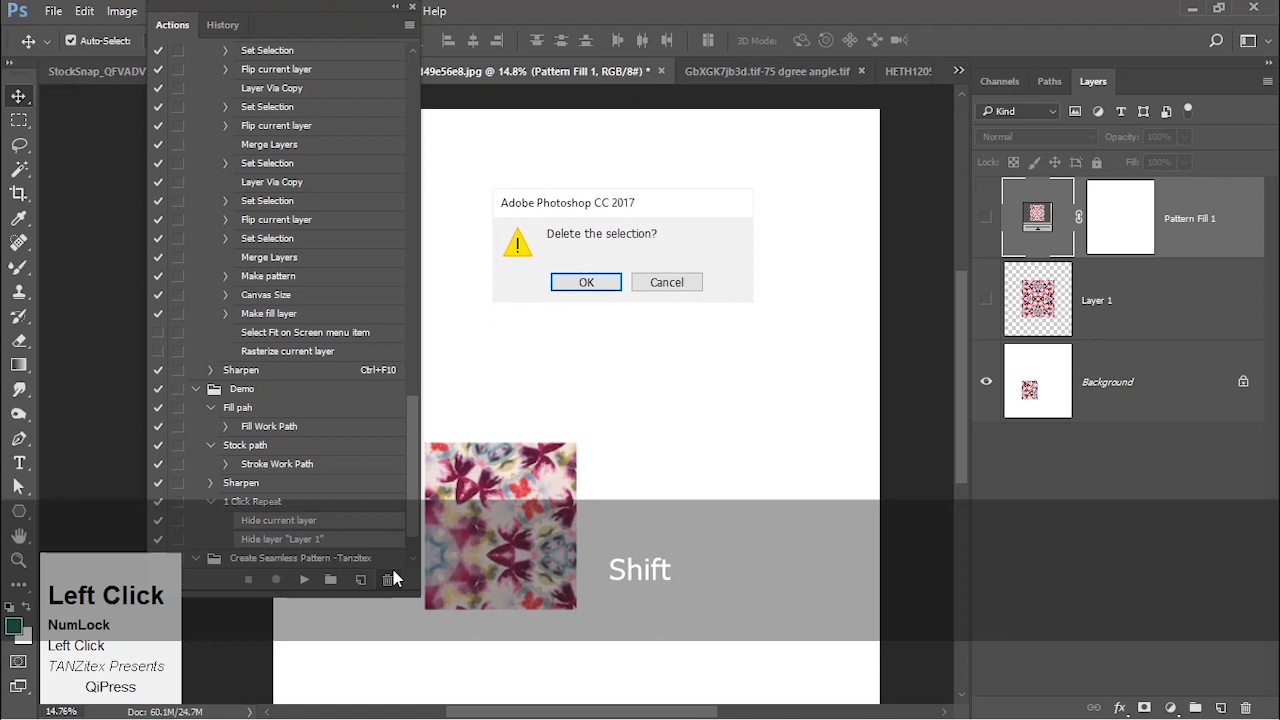 Ps File Edit Image Help
Actions History
Auto-Select:
3D Mode:
StockSnap_QFVADV
49e56e8.jpg @ 14.8% (Pattern Fill 1, RGB/8#) * × GbXGK7jb3d.tif-75 dgree angle.tif × HETH120 »
Set Selection
Flip current layer
Layer Via Copy
Set Selection
Flip current layer
Merge Layers
Set Selection
Layer Via Copy
Set Selection
Flip current layer
Set Selection
Merge Layers
Make pattern
Canvas Size
Make fill layer
Select Fit on Screen menu item
Rasterize current layer
Sharpen Ctrl+F10
Demo
Fill pah
Fill Work Path
Stock path
Stroke Work Path
Sharpen
1 Click Repeat
Hide current layer
Hide layer "Layer 1"
Create Seamless Pattern -Tanzitex
Adobe Photoshop CC 2017
Delete the selection?
OK Cancel
Shift
Channels Paths Layers
Kind
Normal Opacity: 100%
Lock: Fill: 100%
Pattern Fill 1
Layer 1
Background
Left Click
NumLock
Left Click
TANZitex Presents
QiPress
14.76% Doc: 60.1M/24.7M